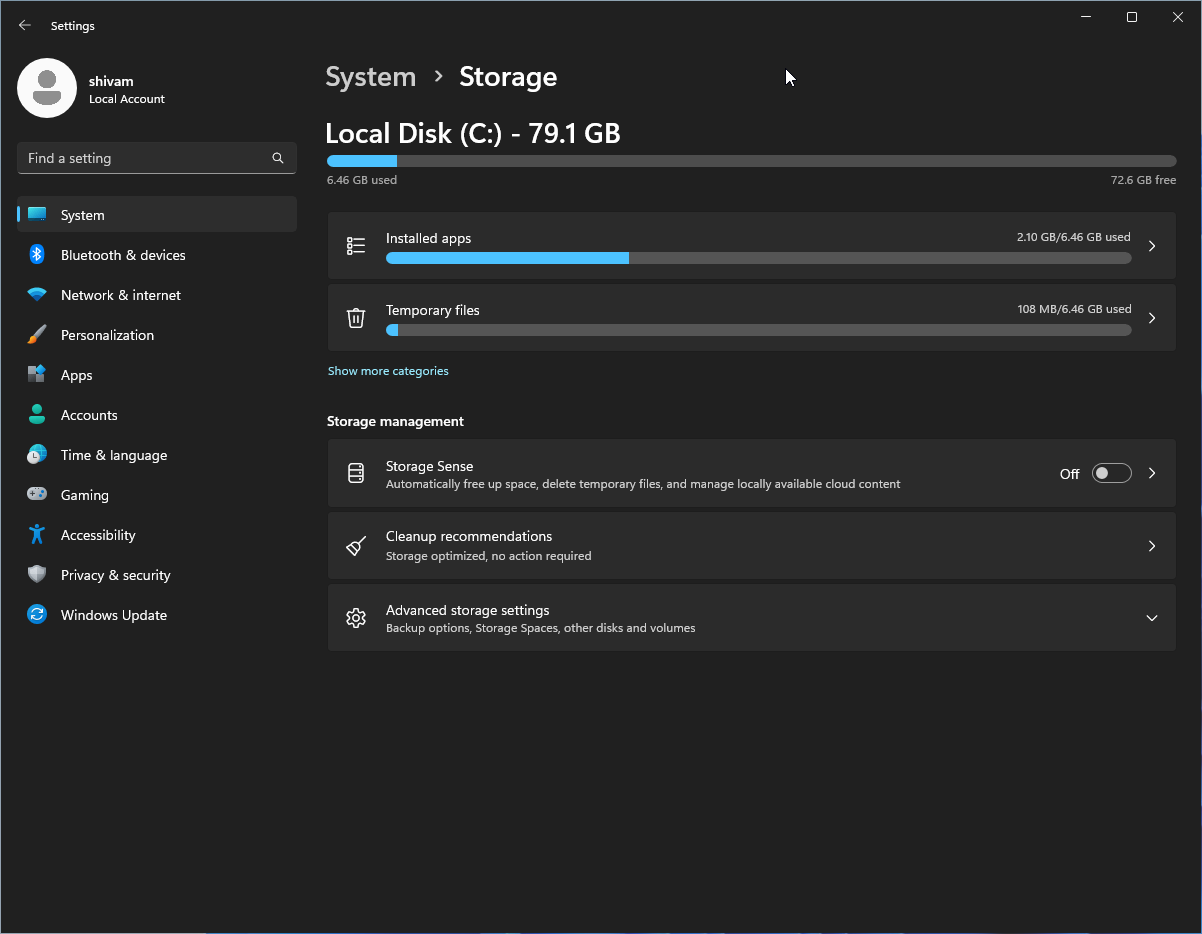 Settings
shivam
Local Account
Find a setting
System
Bluetooth & devices
Network & internet
Personalization
Apps
Accounts
Time & language
Gaming
Accessibility
Privacy & security
Windows Update
System › Storage
Local Disk (C:) - 79.1 GB
6.46 GB used 72.6 GB free
Installed apps 2.10 GB/6.46 GB used
Temporary files 108 MB/6.46 GB used
Show more categories
Storage management
Storage Sense Off
Automatically free up space, delete temporary files, and manage locally available cloud content
Cleanup recommendations
Storage optimized, no action required
Advanced storage settings
Backup options, Storage Spaces, other disks and volumes